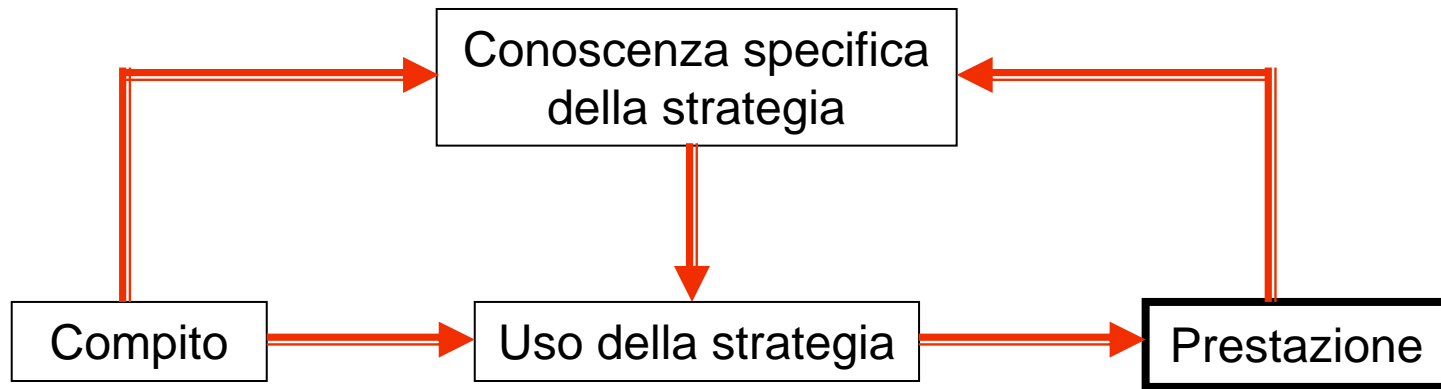 Conoscenza specifica
della strategia
Compito
Uso della strategia
Prestazione